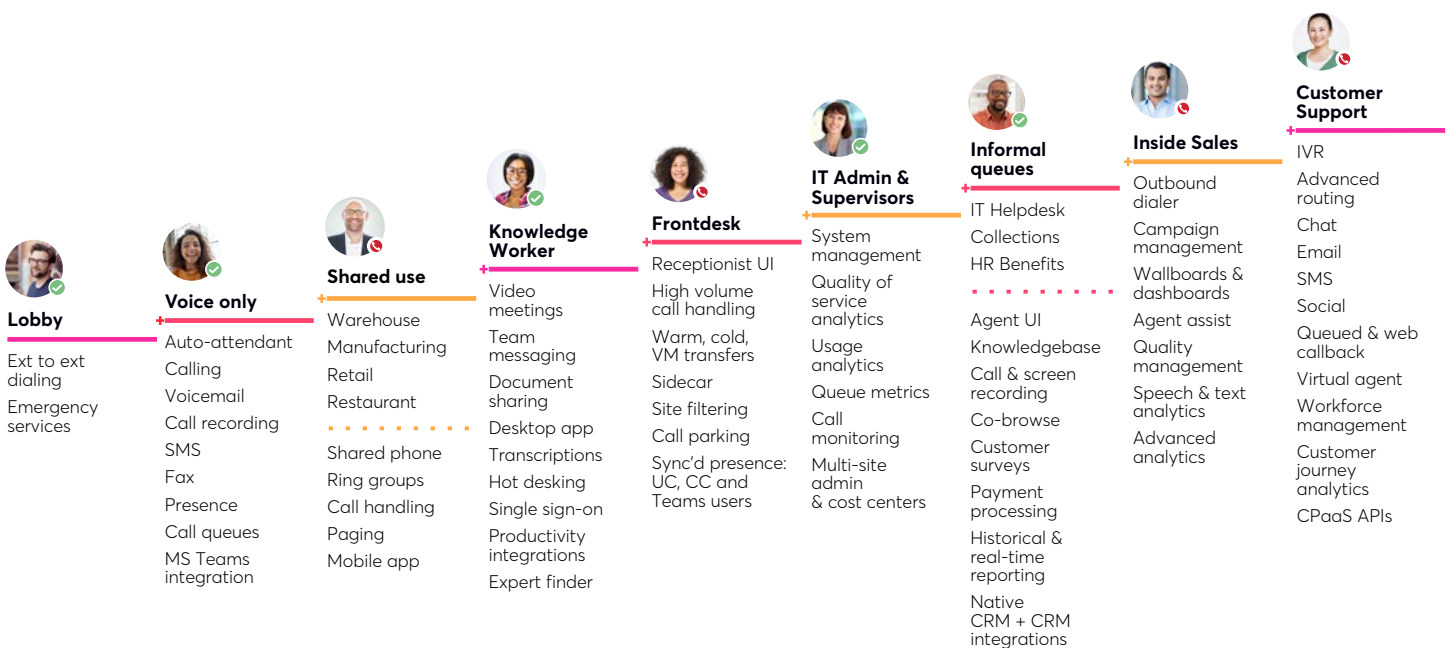 Lobby
Ext to ext
dialing
Emergency
services
Voice only
Auto-attendant
Calling
Voicemail
Call recording
SMS
Fax
Presence
Call queues
MS Teams
integration
Shared use
Warehouse
Manufacturing
Retail
Restaurant
Shared phone
Ring groups
Call handling
Paging
Mobile app
Knowledge
Worker
Video
meetings
Team
messaging
Document
sharing
Desktop app
Transcriptions
Hot desking
Single sign-on
Productivity
integrations
Expert finder
Frontdesk
Receptionist UI
High volume
call handling
Warm, cold,
VM transfers
Sidecar
Site filtering
Call parking
Sync'd presence:
UC, CC and
Teams users
IT Admin &
Supervisors
System
management
Quality of
service
analytics
Usage
analytics
Queue metrics
Call
monitoring
Multi-site
admin
& cost centers
Informal
queues
IT Helpdesk
Collections
HR Benefits
Agent UI
Knowledgebase
Call & screen
recording
Co-browse
Customer
surveys
Payment
processing
Historical &
real-time
reporting
Native
CRM + CRM
integrations
Inside Sales
Outbound
dialer
Campaign
management
Wallboards &
dashboards
Agent assist
Quality
management
Speech & text
analytics
Advanced
analytics
Customer
Support
IVR
Advanced
routing
Chat
Email
SMS
Social
Queued & web
callback
Virtual agent
Workforce
management
Customer
journey
analytics
CPaaS APIs